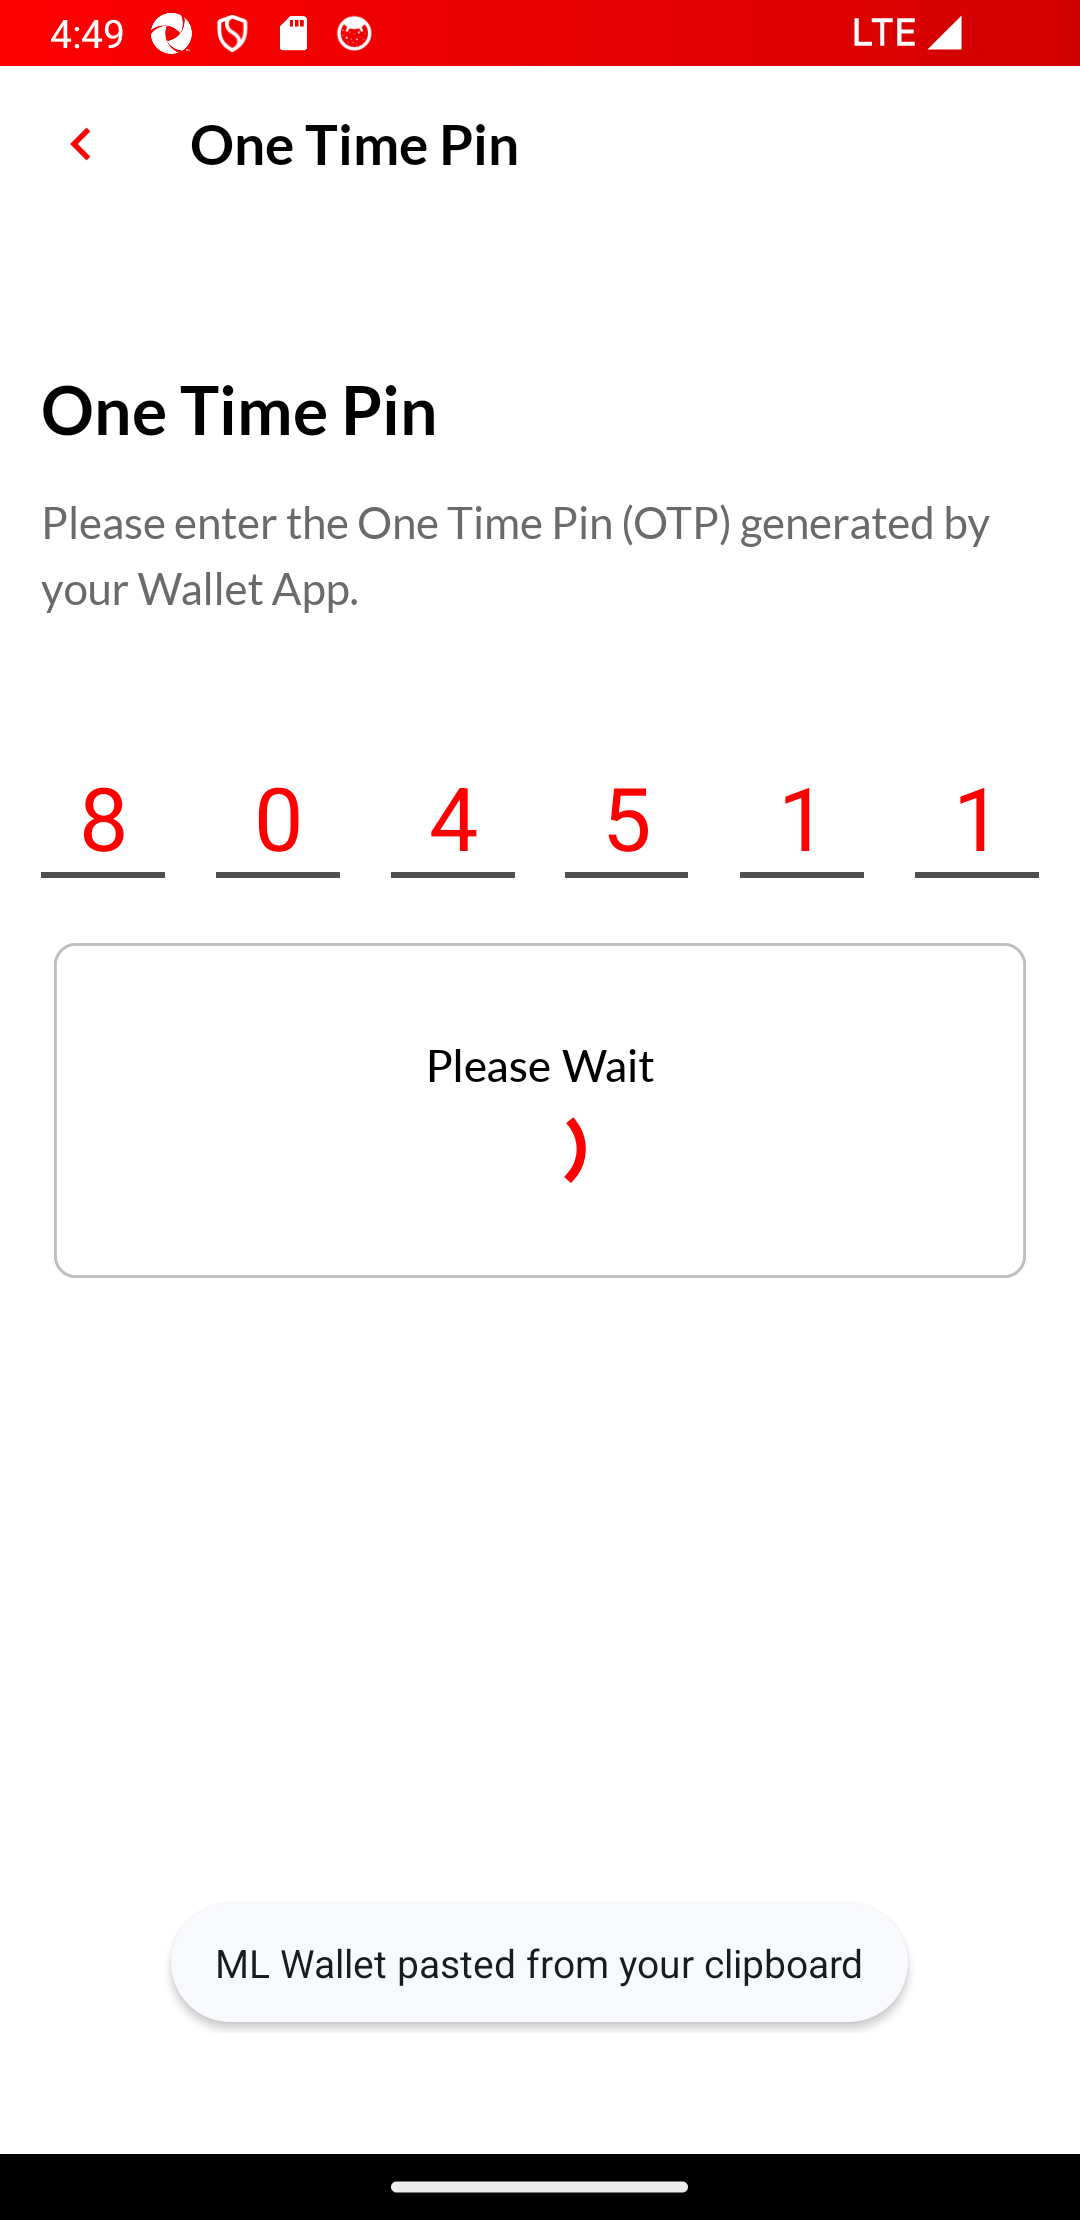 4:49 LTE
One Time Pin
One Time Pin
Please enter the One Time Pin (OTP) generated by
your Wallet App.
8 0 4 5 1 1
Please Wait
ML Wallet pasted from your clipboard